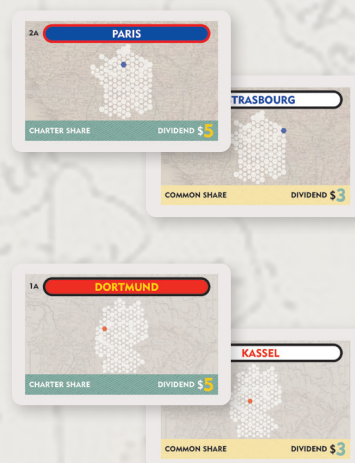 2A PARIS
CHARTER SHARE DIVIDEND $5
TRASBOURG
COMMON SHARE DIVIDEND $3
1A DORTMUND
CHARTER SHARE DIVIDEND $5
KASSEL
COMMON SHARE DIVIDEND $3